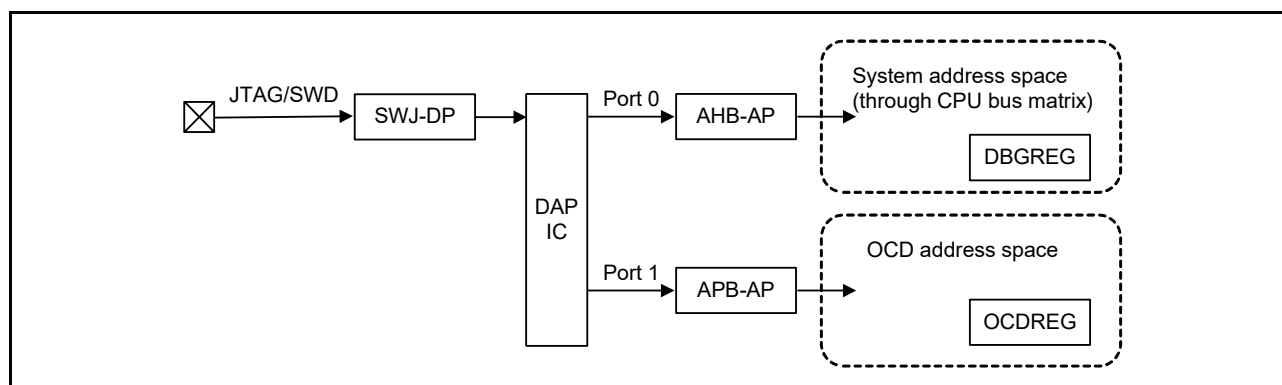 JTAG/SWD
SWJ-DP
DAP
IC
Port 0
AHB-AP
System address space
(through CPU bus matrix)
DBGREG
Port 1
APB-AP
OCD address space
OCDREG